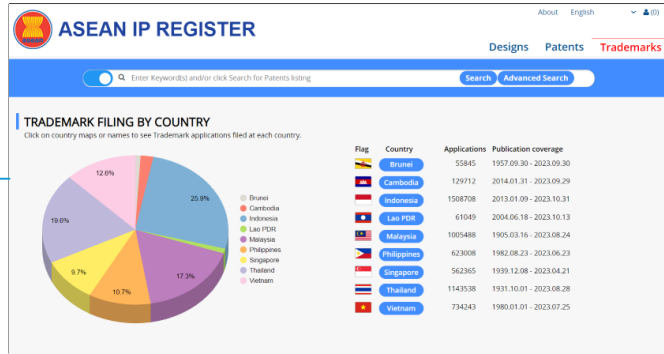 About English (0)
ASEAN IP REGISTER
Designs Patents Trademarks
Enter Keyword(s) and/or click Search for Patents listing Search Advanced Search
TRADEMARK FILING BY COUNTRY
Click on country maps or names to see Trademark applications filed at each country.
Flag Country Applications Publication coverage
Brunei 55845 1957.09.30 - 2023.09.30
Cambodia 129712 2014.01.31 - 2023.09.29
Indonesia 1508708 2013.01.09 - 2023.10.31
Lao PDR 61049 2004.06.18 - 2023.10.13
Malaysia 1005488 1905.03.16 - 2023.08.24
Philippines 623008 1982.08.23 - 2023.06.23
Singapore 562365 1939.12.08 - 2023.04.21
Thailand 1143538 1931.10.01 - 2023.08.28
Vietnam 734243 1980.01.01 - 2023.07.25
12.6%
25.9%
19.6%
9.7%
10.7%
17.3%
Brunei
Cambodia
Indonesia
Lao PDR
Malaysia
Philippines
Singapore
Thailand
Vietnam